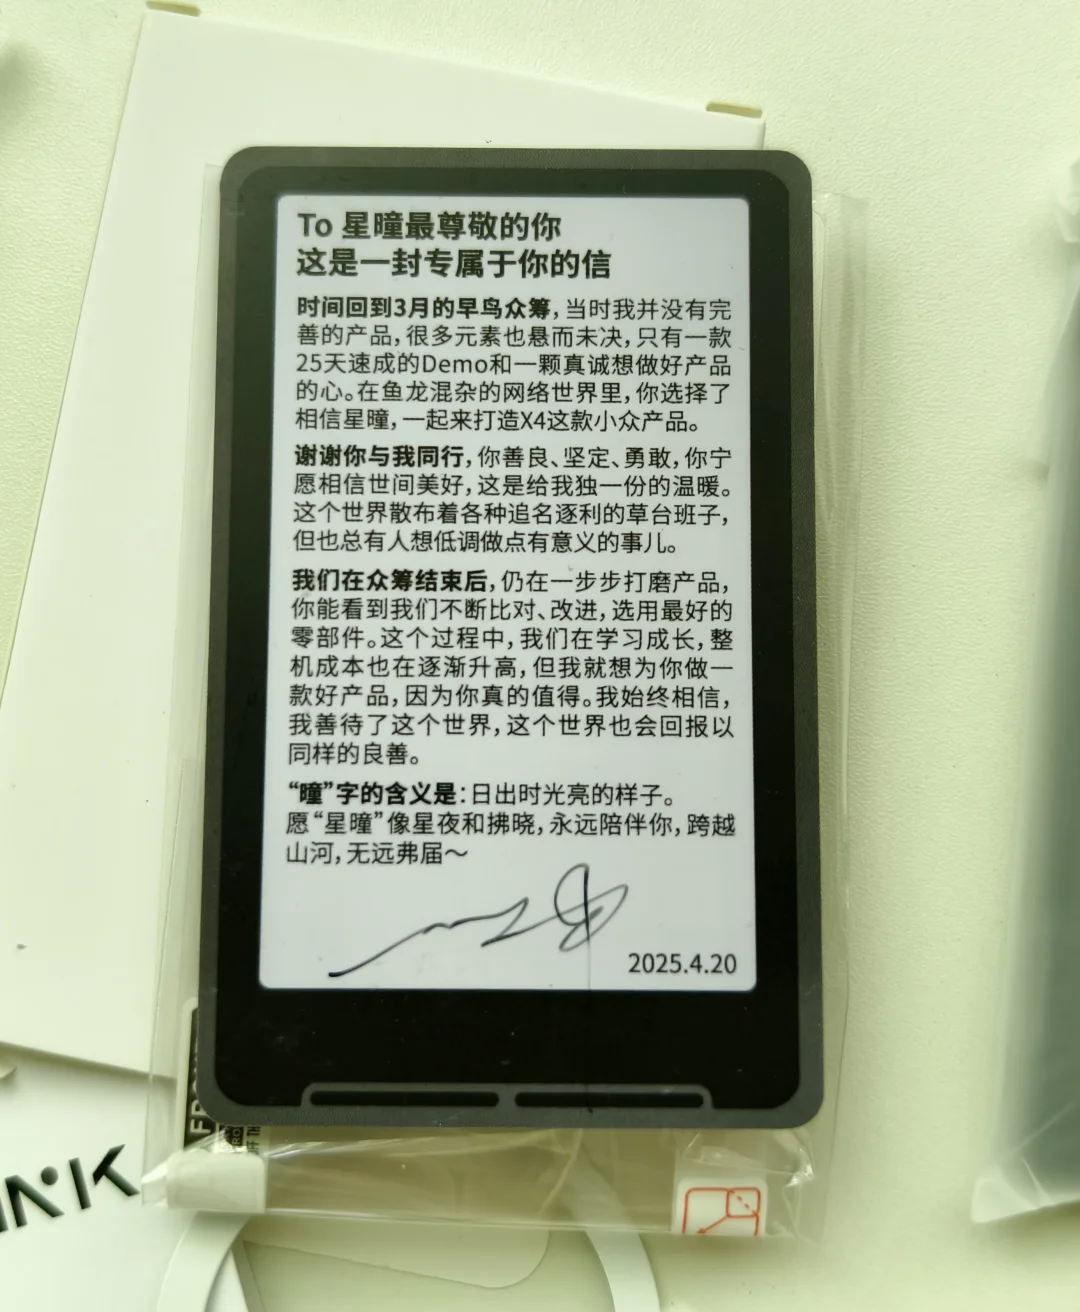 To 星曈最尊敬的你
这是一封专属于你的信
时间回到3月的早鸟众筹，当时我并没有完
善的产品，很多元素也悬而未决，只有一款
25天速成的Demo和一颗真诚想做好产品
的心。在鱼龙混杂的网络世界里，你选择了
相信星曈，一起来打造X4这款小众产品。
谢谢你与我同行，你善良、坚定、勇敢，你宁
愿相信世间美好，这是给我独一份的温暖。
这个世界散布着各种追名逐利的草台班子，
但也总有人想低调做点有意义的事儿。
我们在众筹结束后，仍在一步步打磨产品，
你能看到我们不断比对、改进，选用最好的
零部件。这个过程中，我们在学习成长，整
机成本也在逐渐升高，但我就想为你做一
款好产品，因为你真的值得。我始终相信，
我善待了这个世界，这个世界也会回报以
同样的良善。
“曈”字的含义是：日出时光亮的样子。
愿“星曈”像星夜和拂晓，永远陪伴你，跨越
山河，无远弗届～
2025.4.20